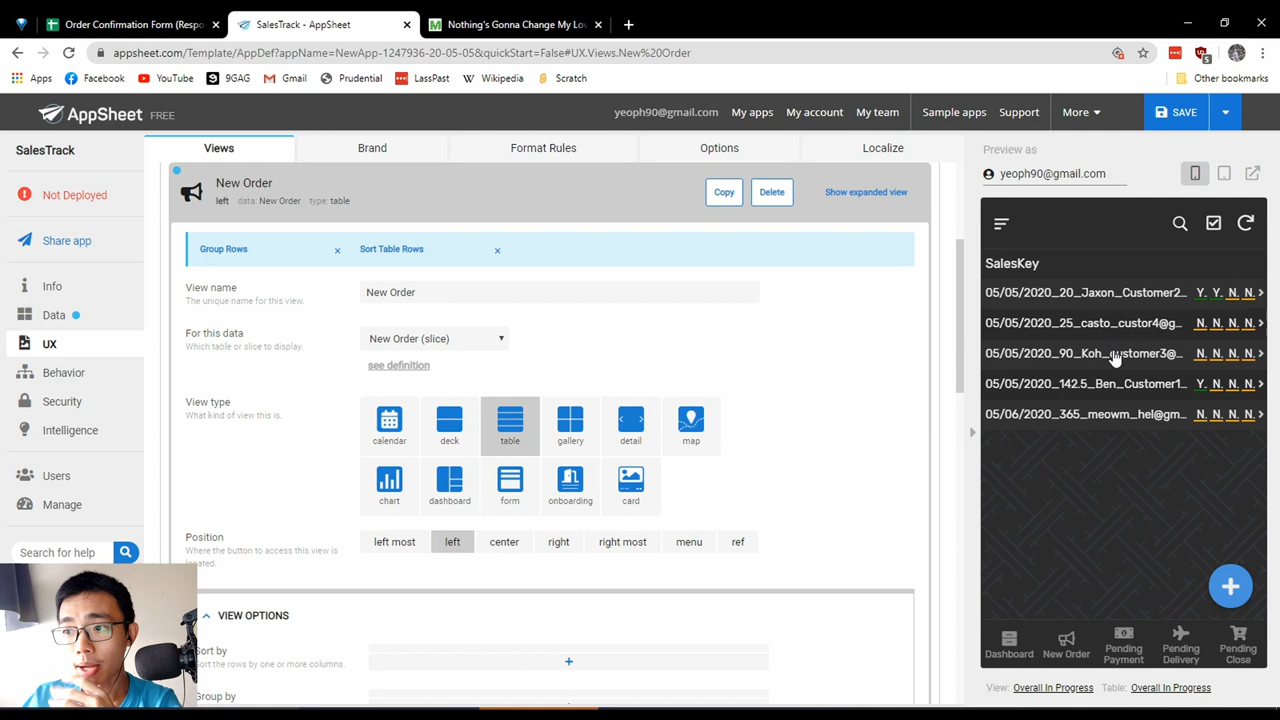 Order Confirmation Form (Respo
SalesTrack - AppSheet
Nothing's Gonna Change My Lov
appsheet.com/Template/AppDef?appName=NewApp-1247936-20-05-05&quickStart=False#UX.Views.New%20Order
5
Apps
Facebook
YouTube
9GAG
Gmail
Prudential
LassPast
Wikipedia
Scratch
Other bookmarks
AppSheet FREE
yeoph90@gmail.com
My apps
My account
My team
Sample apps
Support
More
SAVE
SalesTrack
Views
Brand
Format Rules
Options
Localize
Preview as
yeoph90@gmail.com
Not Deployed
Share app
Info
Data
UX
Behavior
Security
Intelligence
Users
Manage
Search for help
New Order
left data: New Order type: table
Copy
Delete
Show expanded view
Group Rows x
Sort Table Rows x
View name
The unique name for this view.
New Order
For this data
Which table or slice to display.
New Order (slice)
see definition
View type
What kind of view this is.
calendar
deck
table
gallery
detail
map
chart
dashboard
form
onboarding
card
Position
Where the button to access this view is
located.
left most
left
center
right
right most
menu
ref
VIEW OPTIONS
Sort by
Sort the rows by one or more columns.
+
Group by
SalesKey
05/05/2020_20_Jaxon_Customer2... Y. Y. N. N.
05/05/2020_25_casto_custor4@g... N. N. N. N.
05/05/2020_90_Koh_customer3@... N. N. N. N.
05/05/2020_142.5_Ben_Customer1... Y. N. N. N.
05/06/2020_365_meowm_hel@gm... N. N. N. N.
+
Dashboard
New Order
Pending
Payment
Pending
Delivery
Pending
Close
View: Overall In Progress Table: Overall In Progress